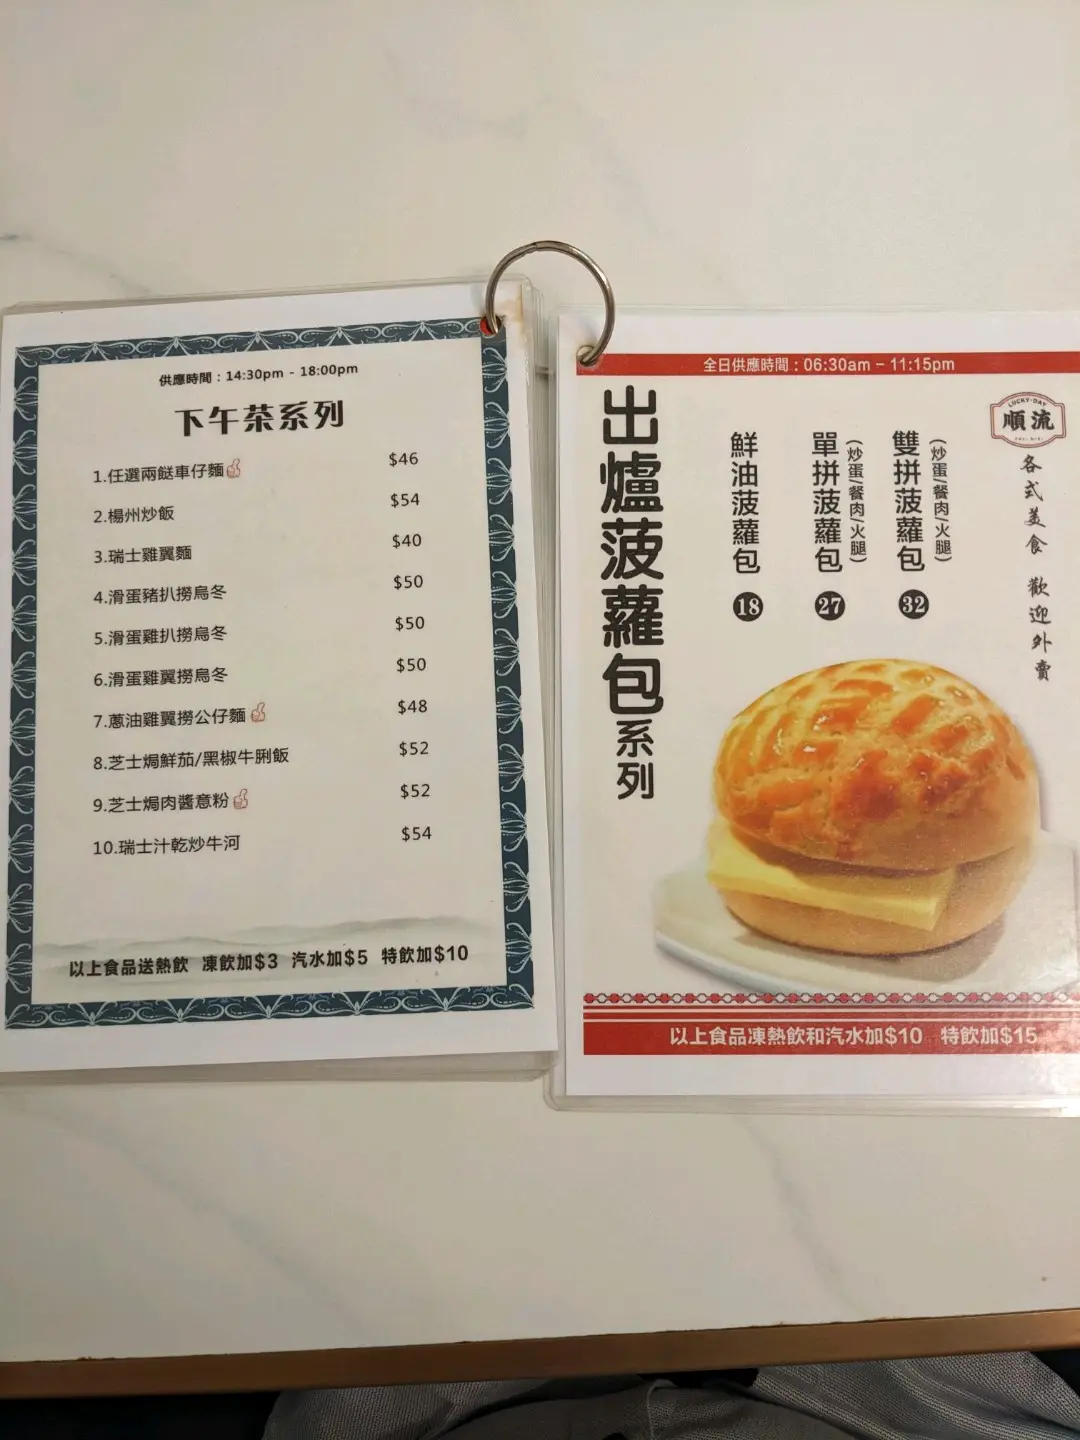 供應時間：14:30pm - 18:00pm
下午茶系列
1.任選兩餸車仔麵 $46
2.楊州炒飯 $54
3.瑞士雞翼麵 $40
4.滑蛋豬扒撈烏冬 $50
5.滑蛋雞扒撈烏冬 $50
6.滑蛋雞翼撈烏冬 $50
7.蔥油雞翼撈公仔麵 $48
8.芝士焗鮮茄/黑椒牛脷飯 $52
9.芝士焗肉醬意粉 $52
10.瑞士汁乾炒牛河 $54
以上食品送熱飲 凍飲加$3 汽水加$5 特飲加$10
全日供應時間：06:30am - 11:15pm
LUCKY·DAY
順流
各式美食 歡迎外賣
出爐菠蘿包系列
鮮油菠蘿包 18
單拼菠蘿包 (炒蛋/餐肉/火腿) 27
雙拼菠蘿包 (炒蛋/餐肉/火腿) 32
以上食品凍熱飲和汽水加$10 特飲加$15